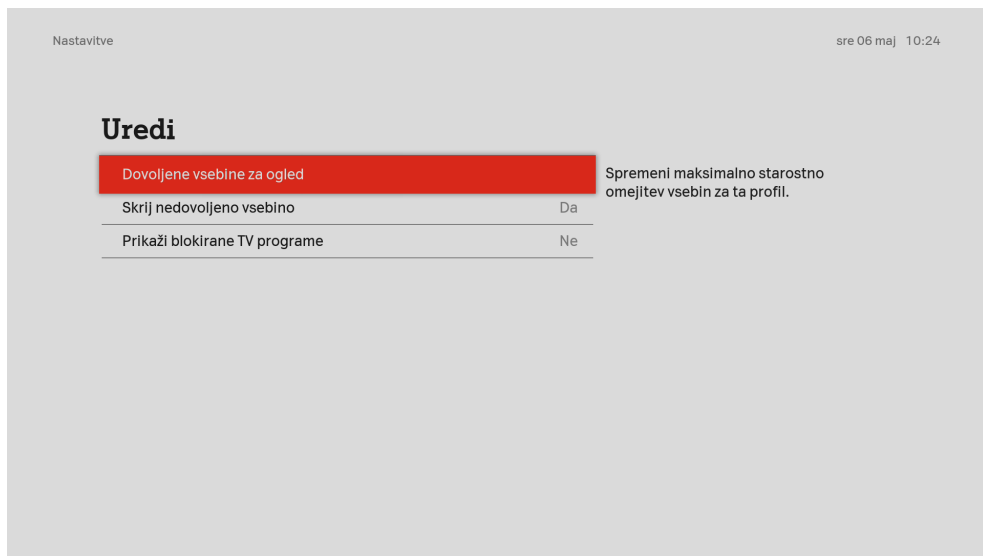 Nastavitve
sre 06 maj 10:24
Uredi
Dovoljene vsebine za ogled
Spremeni maksimalno starostno
omejitev vsebin za ta profil.
Skrij nedovoljeno vsebino Da
Prikaži blokirane TV programe Ne